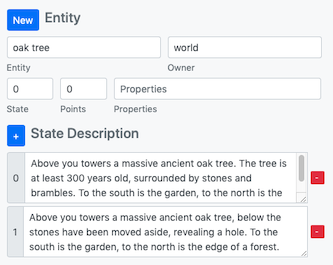 New Entity
oak tree world
Entity Owner
0 0 Properties
State Points Properties
+ State Description
Above you towers a massive ancient oak tree. The tree is
0 at least 300 years old, surrounded by stones and
brambles. To the south is the garden, to the north is the
-
Above you towers a massive ancient oak tree, below the
1 stones have been moved aside, revealing a hole. To the
south is the garden, to the north is the edge of a forest.
-